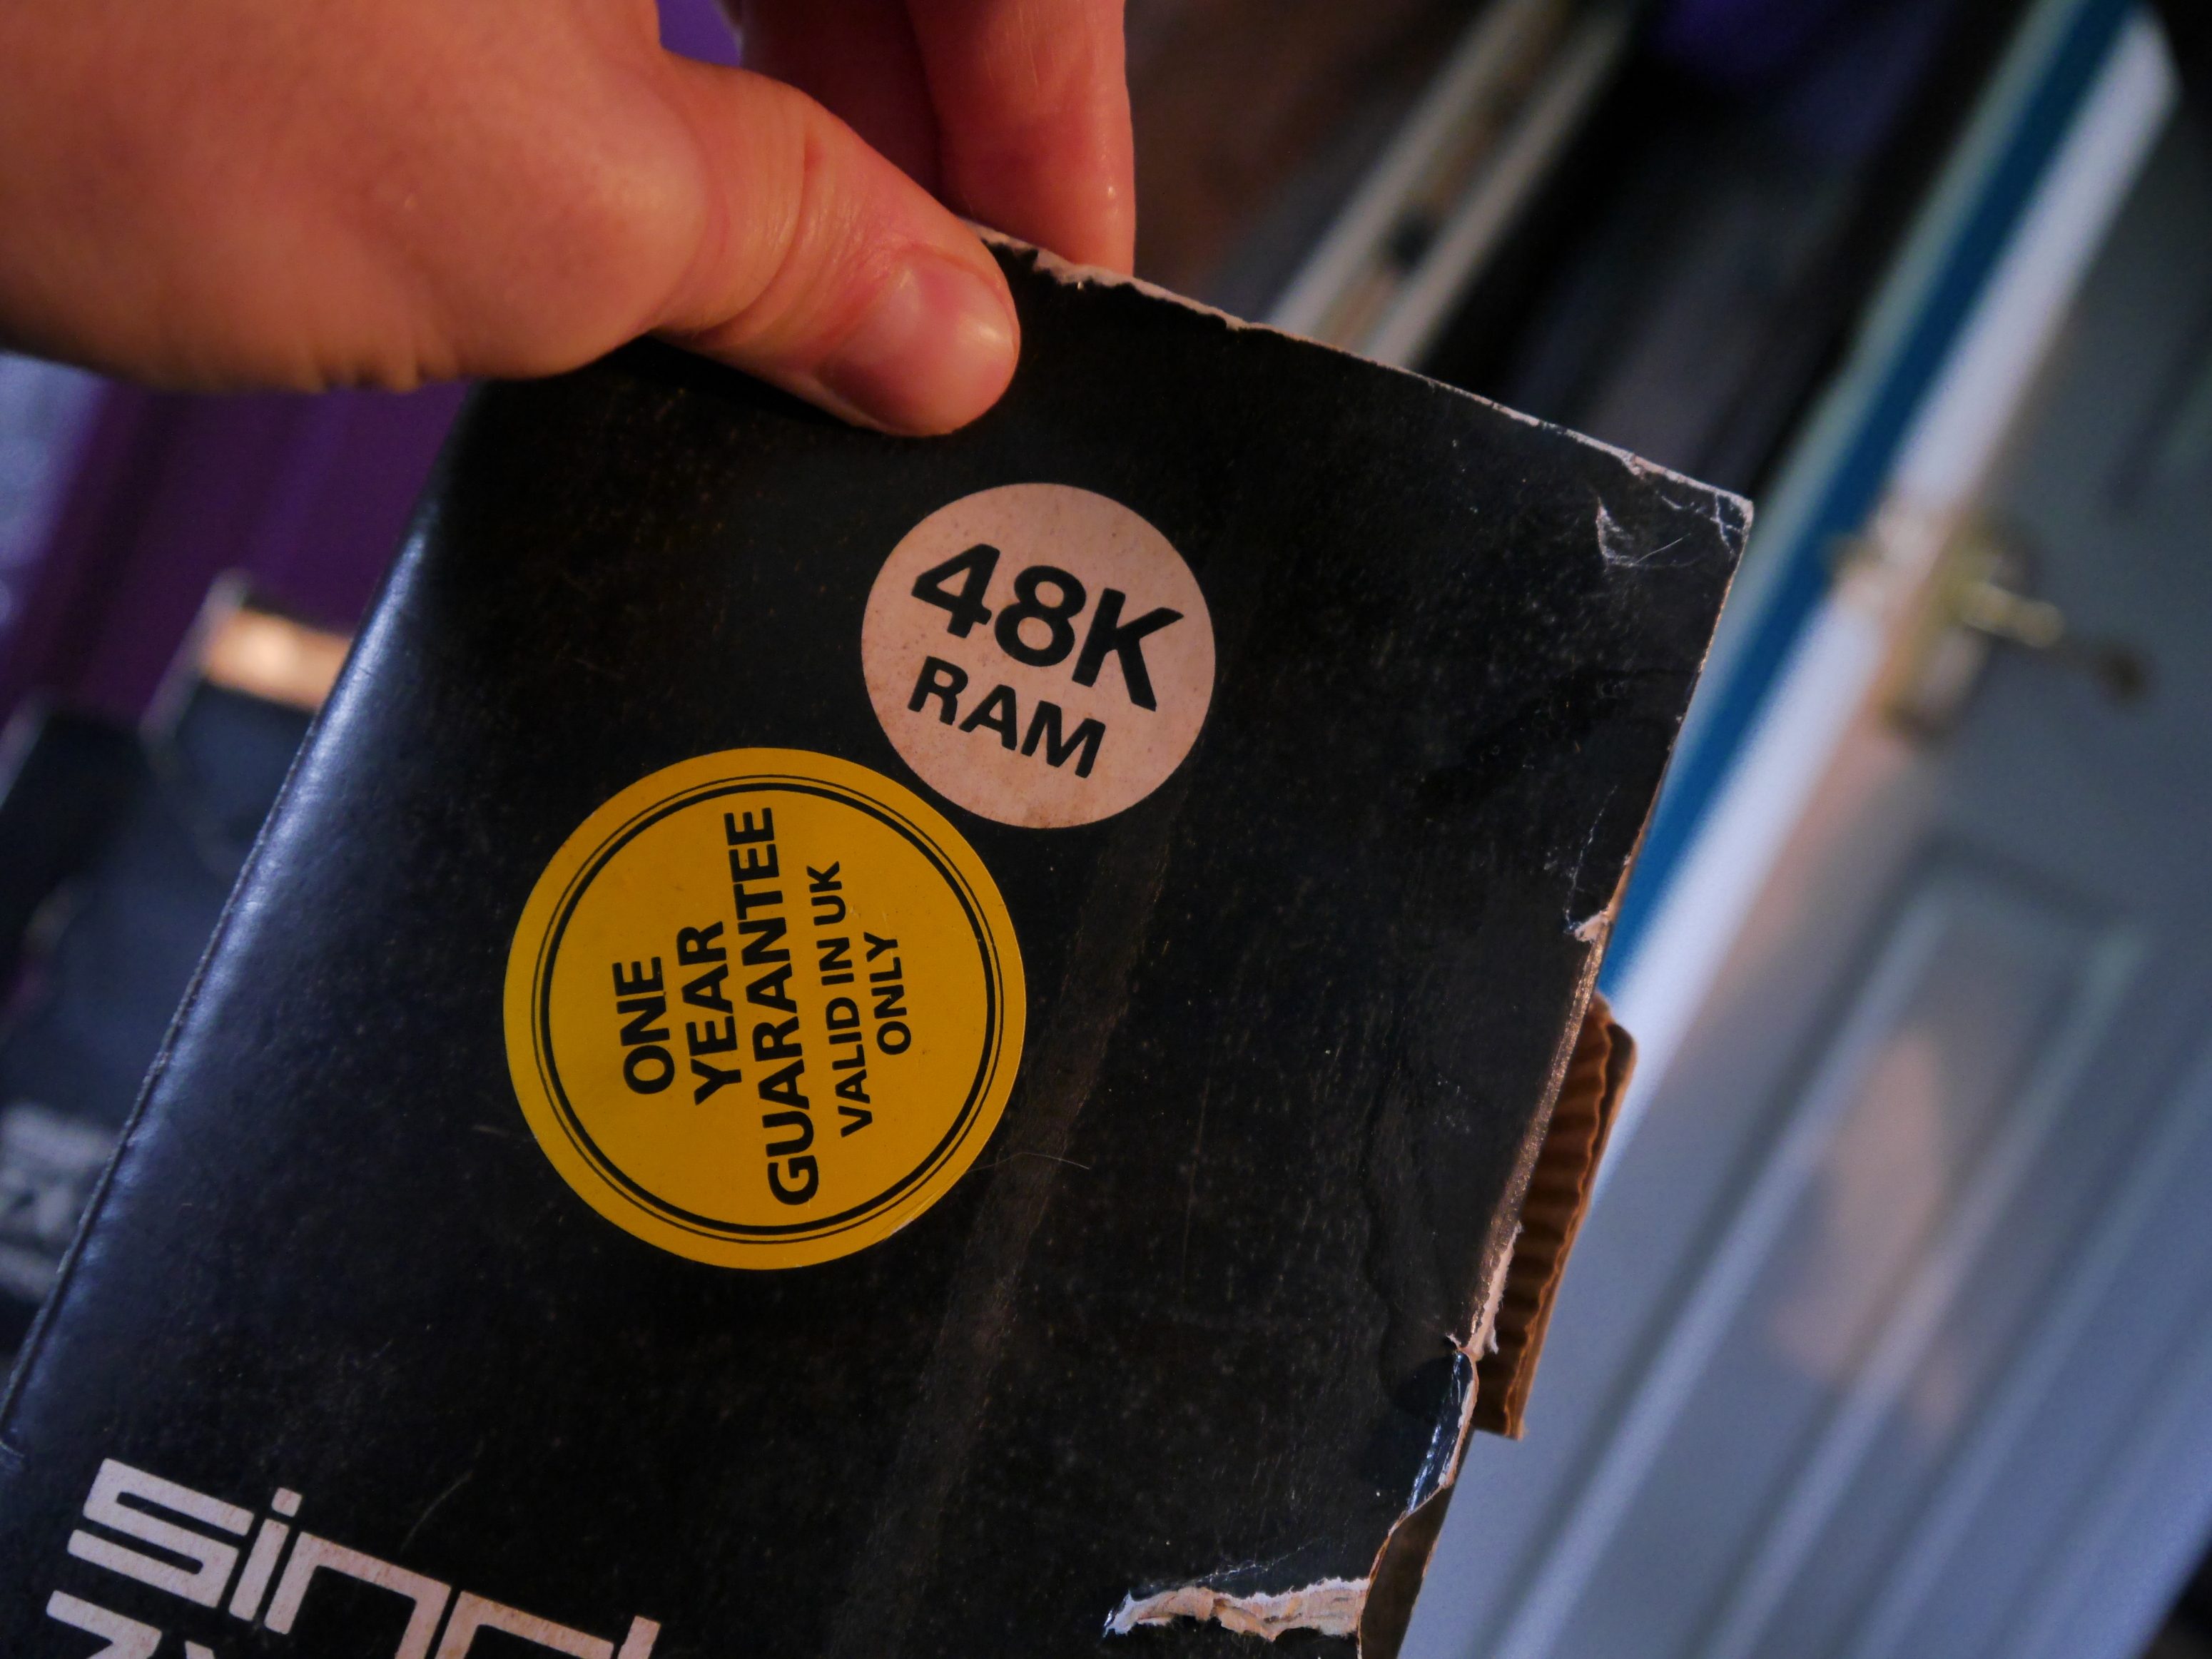 48K
RAM
ONE
YEAR
GUARANTEE
VALID IN UK
ONLY